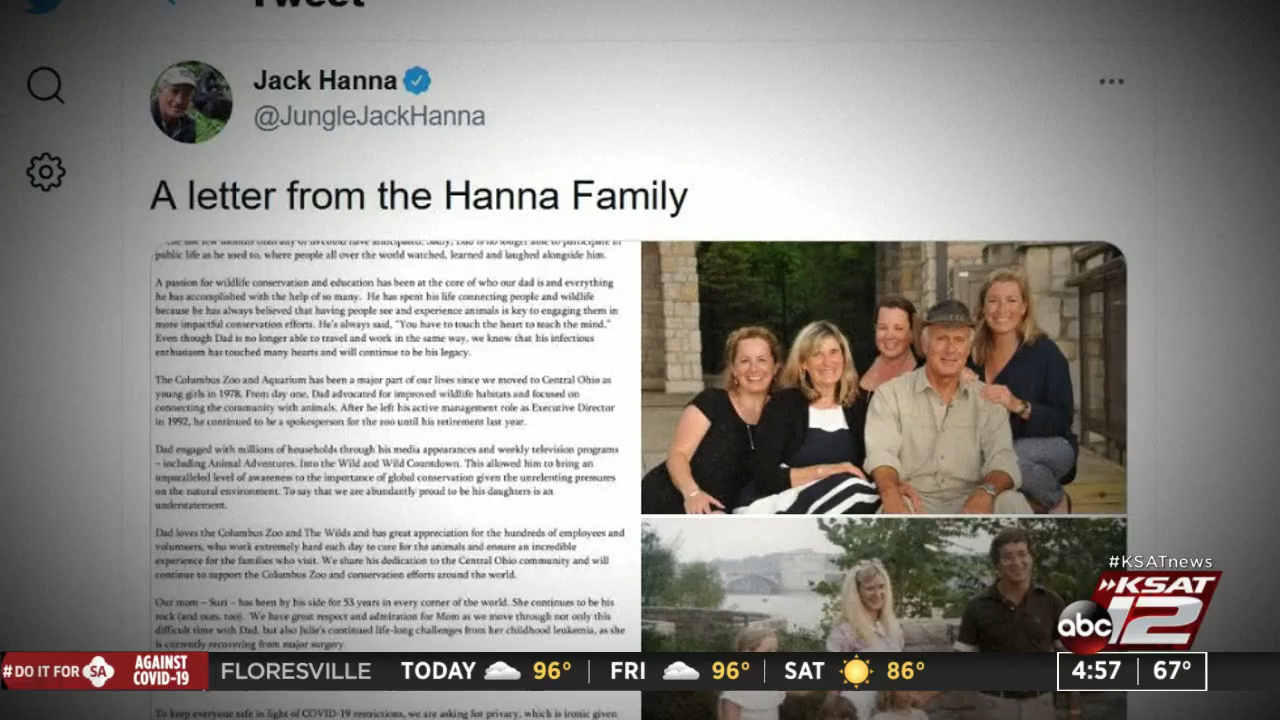 Tweet
Jack Hanna
@JungleJackHanna
A letter from the Hanna Family
public life as he used to, where people all over the world watched, learned and laughed alongside him.
A passion for wildlife conservation and education has been at the core of who our dad is and everything
he has accomplished with the help of so many. He has spent his life connecting people and wildlife
because he has always believed that having people see and experience animals is key to engaging them in
more impactful conservation efforts. He's always said, "You have to touch the heart to teach the mind."
Even though Dad is no longer able to travel and work in the same way, we know that his infectious
enthusiasm has touched many hearts and will continue to be his legacy.
The Columbus Zoo and Aquarium has been a major part of our lives since we moved to Central Ohio as
young girls in 1978. From day one, Dad advocated for improved wildlife habitats and focused on
connecting the community with animals. After he left his active management role as Executive Director
in 1992, he continued to be a spokesperson for the zoo until his retirement last year.
Dad engaged with millions of households through his media appearances and weekly television programs
– including Animal Adventures, Into the Wild and Wild Countdown. This allowed him to bring an
unparalleled level of awareness to the importance of global conservation given the unrelenting pressures
on the natural environment. To say that we are abundantly proud to be his daughters is an
understatement.
Dad loves the Columbus Zoo and The Wilds and has great appreciation for the hundreds of employees and
volunteers, who work extremely hard each day to care for the animals and ensure an incredible
experience for the families who visit. We share his dedication to the Central Ohio community and will
continue to support the Columbus Zoo and conservation efforts around the world.
Our mom – Suzi – has been by his side for 53 years in every corner of the world. She continues to be his
rock (and ours, too). We have great respect and admiration for Mom as we move through not only this
difficult time with Dad, but also Julie's continued life-long challenges from her childhood leukemia, as she
is currently recovering from major surgery.
To keep everyone safe in light of COVID-19 restrictions, we are asking for privacy, which is ironic given
#KSATnews
KSAT
abc 12
#DO IT FOR SA
AGAINST
COVID-19
FLORESVILLE TODAY 96° FRI 96° SAT 86°
4:57 67°